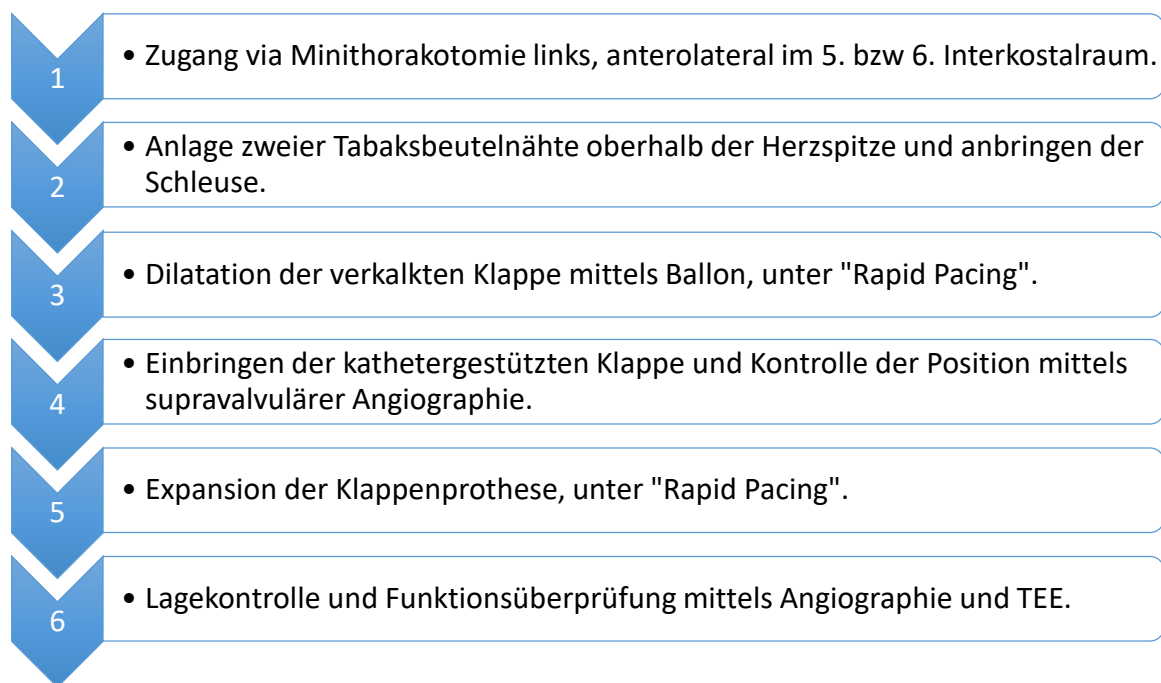 1
• Zugang via Minithorakotomie links, anterolateral im 5. bzw 6. Interkostalraum.
2
• Anlage zweier Tabaksbeutelnähte oberhalb der Herzspitze und anbringen der
Schleuse.
3
• Dilatation der verkalkten Klappe mittels Ballon, unter "Rapid Pacing".
4
• Einbringen der kathetergestützten Klappe und Kontrolle der Position mittels
supravalvulärer Angiographie.
5
• Expansion der Klappenprothese, unter "Rapid Pacing".
6
• Lagekontrolle und Funktionsüberprüfung mittels Angiographie und TEE.